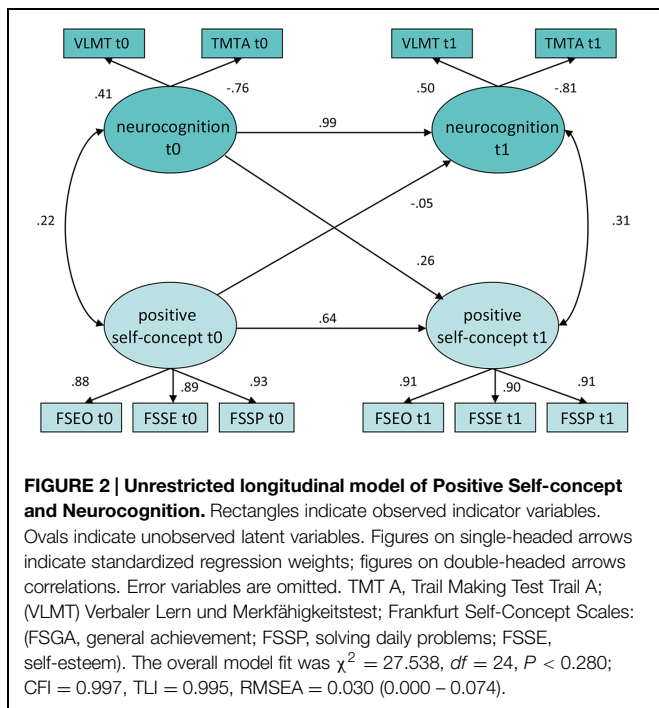 VLMT t0 TMTA t0 VLMT t1 TMTA t1
.41 -.76 .50 -.81
neurocognition
t0
.99
neurocognition
t1
-.05
.22 .31
.26
positive
self-concept t0
.64
positive
self-concept t1
.88 .89 .93 .91 .90 .91
FSEO t0 FSSE t0 FSSP t0 FSEO t1 FSSE t1 FSSP t1
FIGURE 2 | Unrestricted longitudinal model of Positive Self-concept
and Neurocognition. Rectangles indicate observed indicator variables.
Ovals indicate unobserved latent variables. Figures on single-headed arrows
indicate standardized regression weights; figures on double-headed arrows
correlations. Error variables are omitted. TMT A, Trail Making Test Trail A;
(VLMT) Verbaler Lern und Merkfähigkeitstest; Frankfurt Self-Concept Scales:
(FSGA, general achievement; FSSP, solving daily problems; FSSE,
self-esteem). The overall model fit was χ² = 27.538, df = 24, P < 0.280;
CFI = 0.997, TLI = 0.995, RMSEA = 0.030 (0.000 – 0.074).